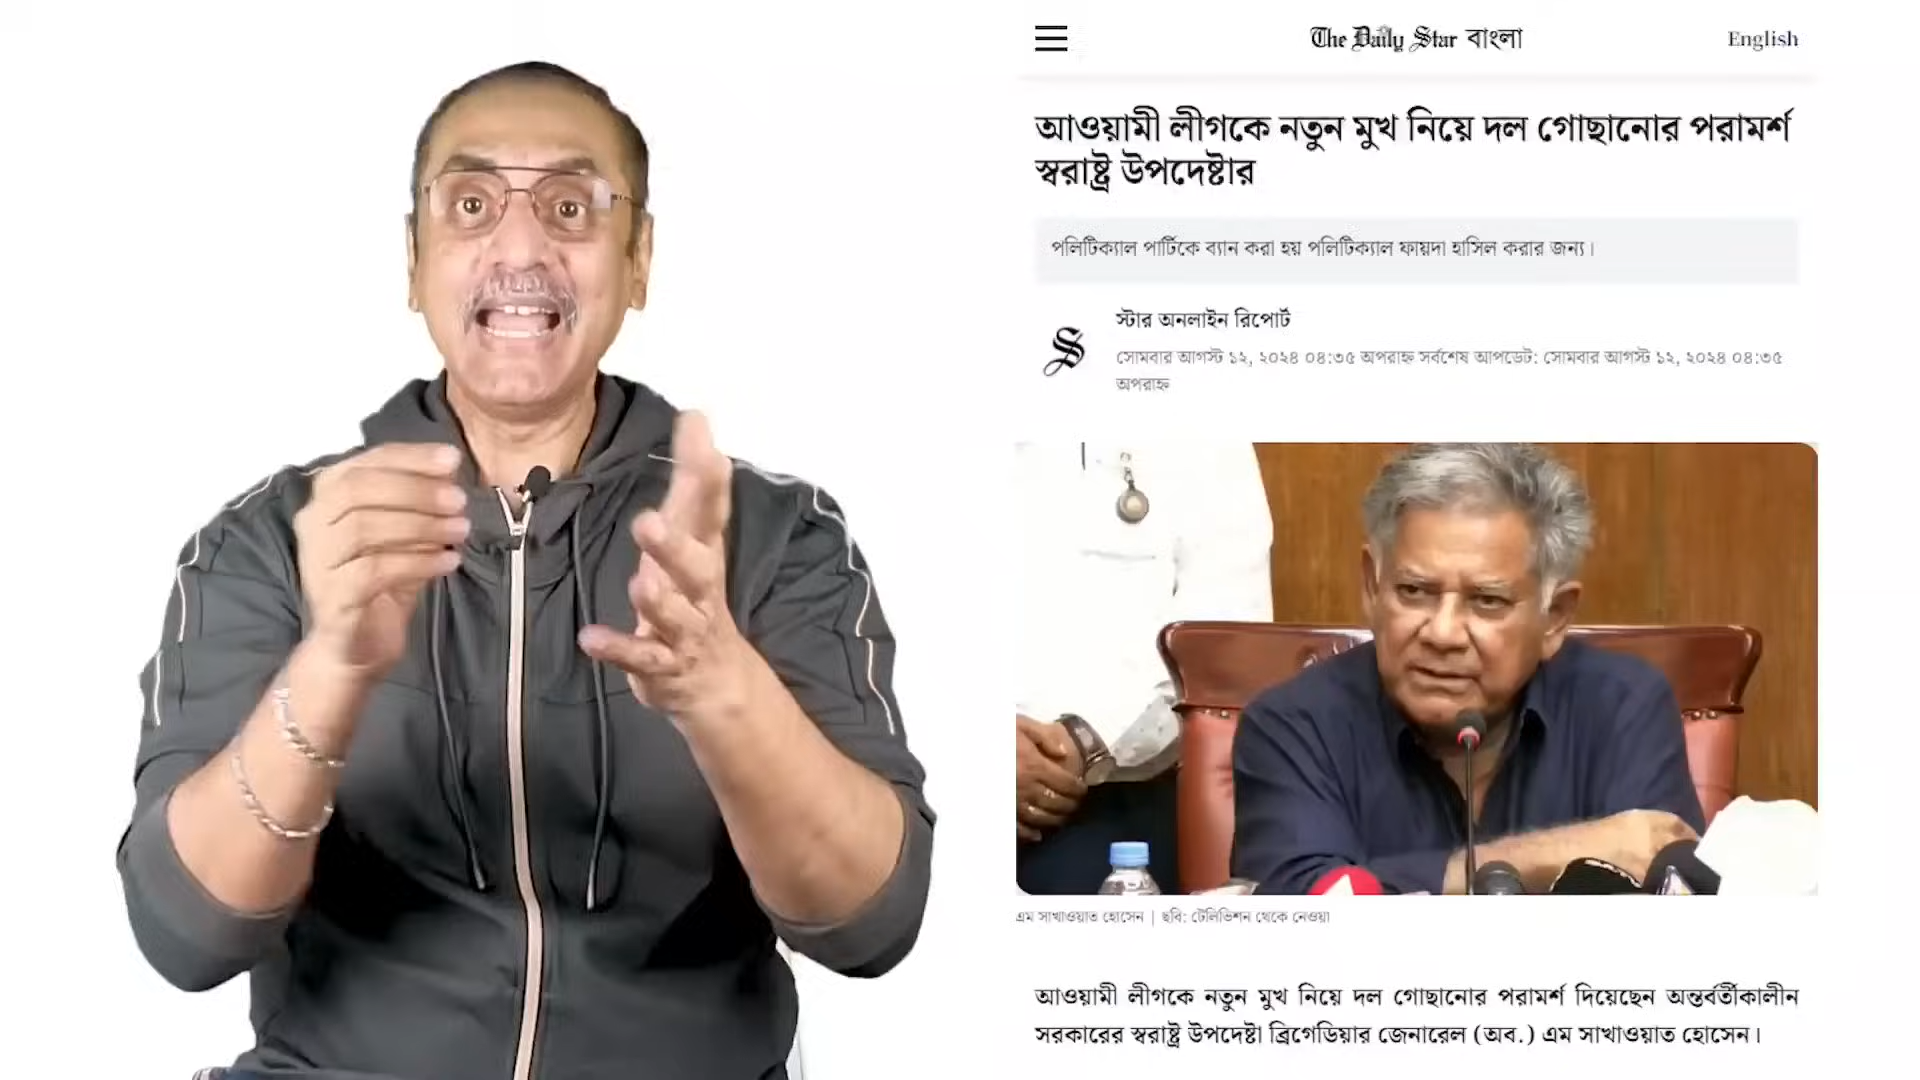 The Daily Star বাংলা
English
আওয়ামী লীগকে নতুন মুখ নিয়ে দল গোছানোর পরামর্শ
স্বরাষ্ট্র উপদেষ্টার
পলিটিক্যাল পার্টিকে ব্যান করা হয় পলিটিক্যাল ফায়দা হাসিল করার জন্য।
স্টার অনলাইন রিপোর্ট
সোমবার আগস্ট ১২, ২০২৪ ০৪:৩৫ অপরাহ্ন সর্বশেষ আপডেট: সোমবার আগস্ট ১২, ২০২৪ ০৪:৩৫
অপরাহ্ন
এম সাখাওয়াত হোসেন | ছবি: টেলিভিশন থেকে নেওয়া
আওয়ামী লীগকে নতুন মুখ নিয়ে দল গোছানোর পরামর্শ দিয়েছেন অন্তর্বর্তীকালীন
সরকারের স্বরাষ্ট্র উপদেষ্টা ব্রিগেডিয়ার জেনারেল (অব.) এম সাখাওয়াত হোসেন।